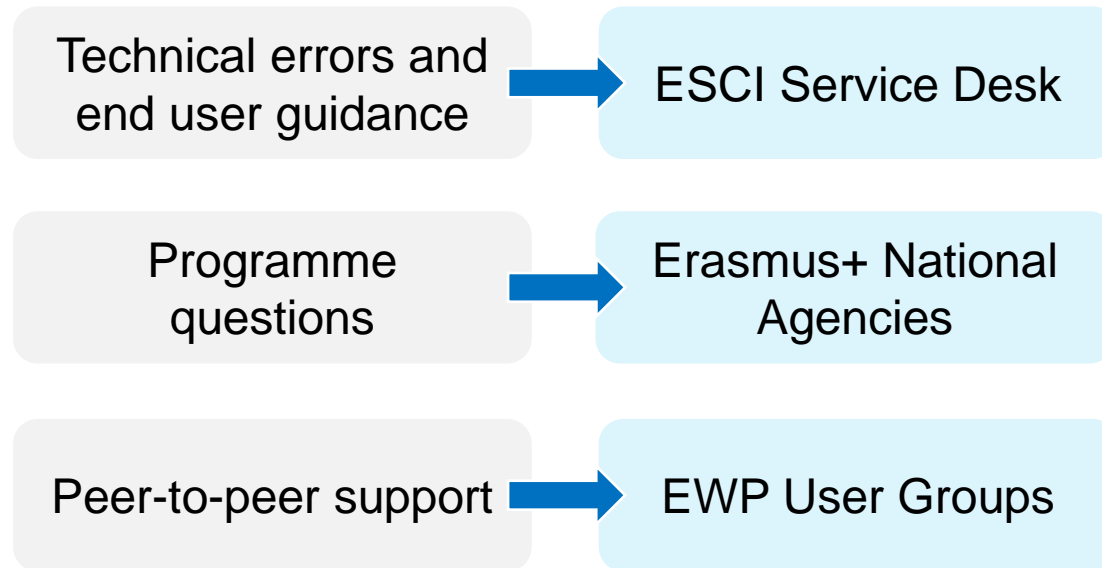 Technical errors and
end user guidance
ESCI Service Desk
Programme
questions
Erasmus+ National
Agencies
Peer-to-peer support
EWP User Groups